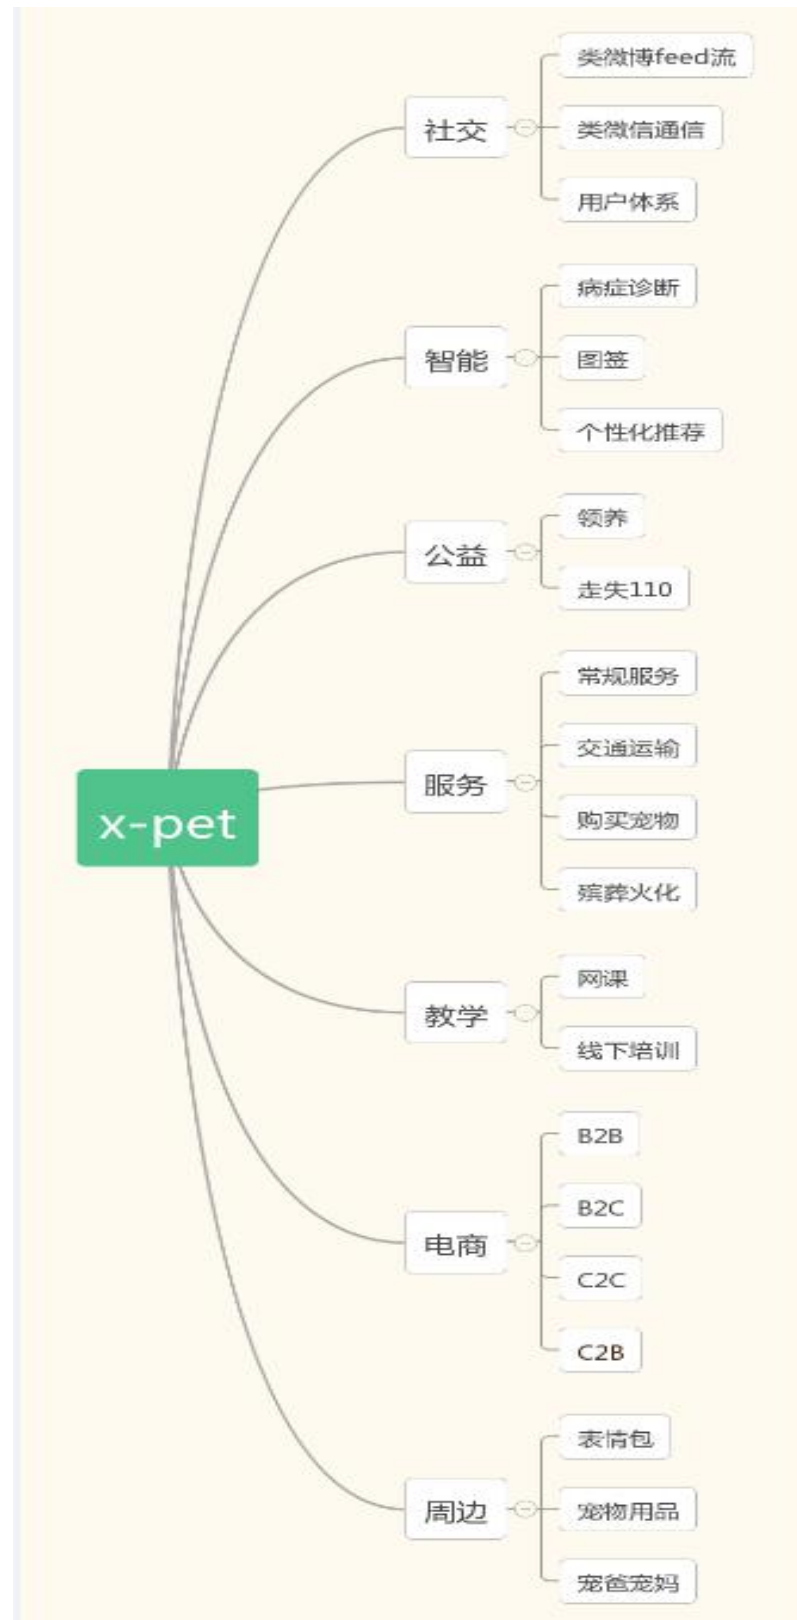 x-pet
社交
类微博feed流
类微信通信
用户体系
智能
病症诊断
图签
个性化推荐
公益
领养
走失110
服务
常规服务
交通运输
购买宠物
殡葬火化
教学
网课
线下培训
电商
B2B
B2C
C2C
C2B
周边
表情包
宠物用品
宠爸宠妈